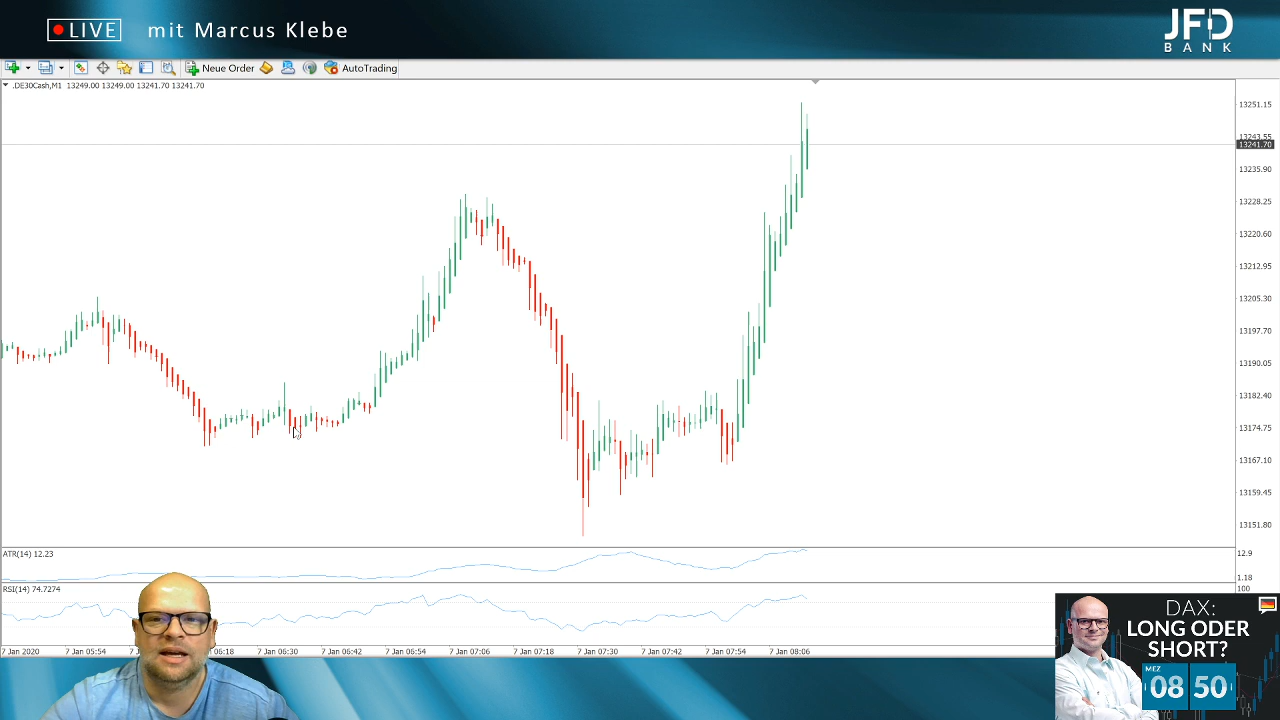 LIVE mit Marcus Klebe
JFD
BANK
Neue Order AutoTrading
.DE30Cash,M1 13249.00 13249.00 13241.70 13241.70
13251.15
13243.55
13241.70
13235.90
13228.25
13220.60
13212.95
13205.30
13197.70
13190.05
13182.40
13174.75
13167.10
13159.45
13151.80
ATR(14) 12.23
12.9
1.18
RSI(14) 74.7274
100
7 Jan 2020 7 Jan 05:54 7 Jan 06:18 7 Jan 06:30 7 Jan 06:42 7 Jan 06:54 7 Jan 07:06 7 Jan 07:18 7 Jan 07:30 7 Jan 07:42 7 Jan 07:54 7 Jan 08:06
DAX:
LONG ODER
SHORT?
MEZ
08 50